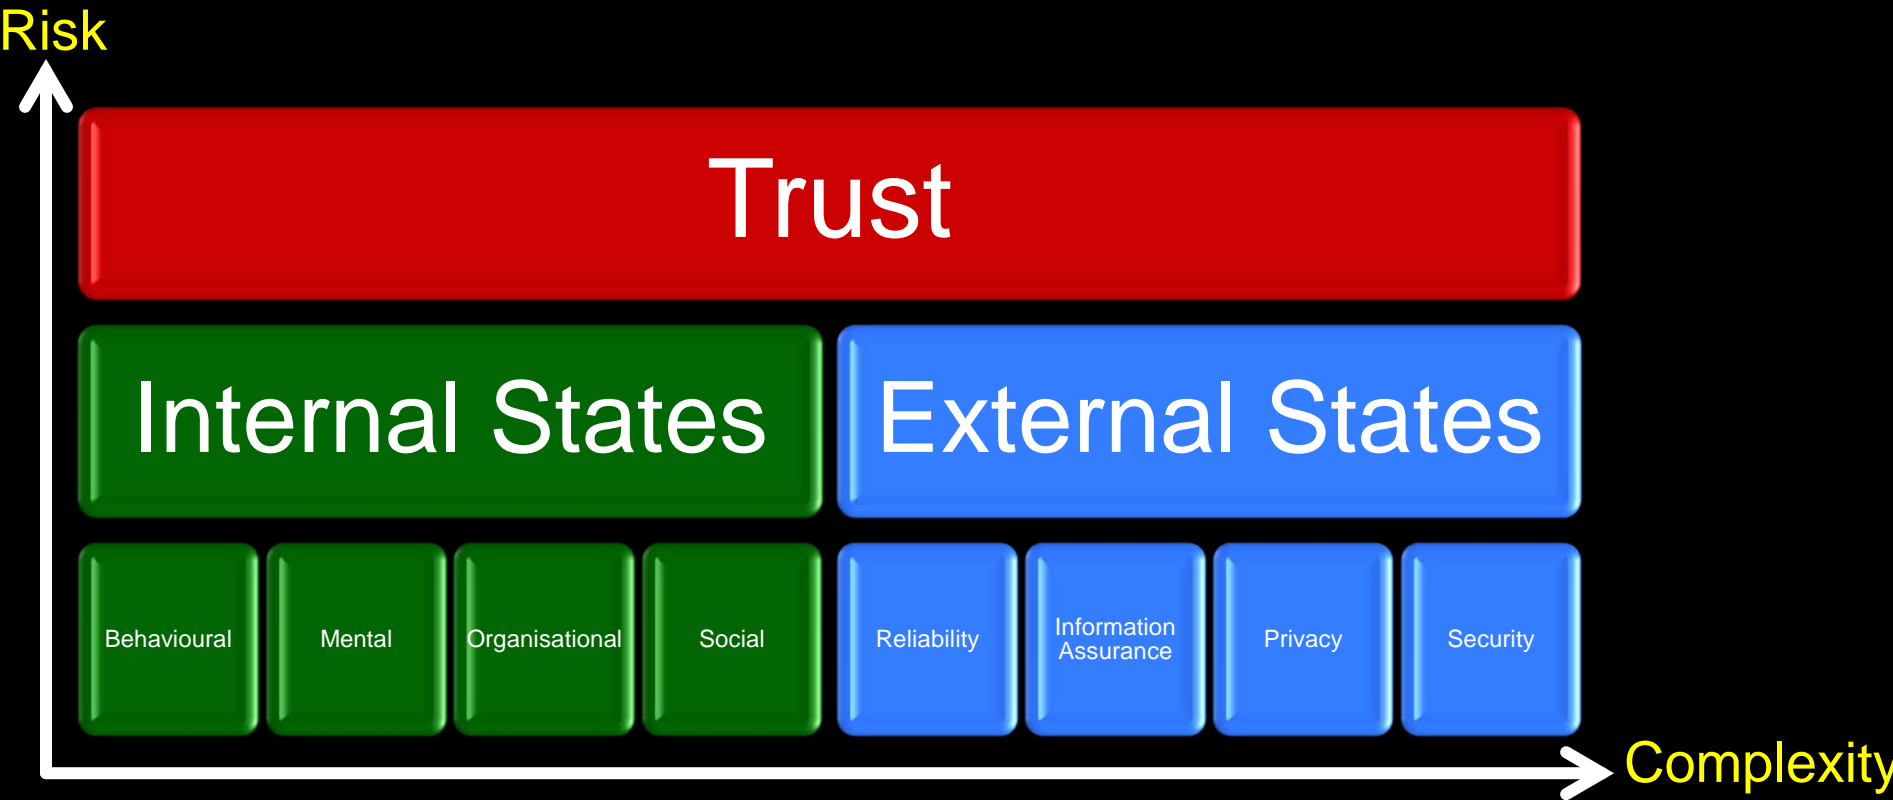 Risk
Trust
Internal States
External States
Behavioural
Mental
Organisational
Social
Reliability
Information
Assurance
Privacy
Security
Complexity